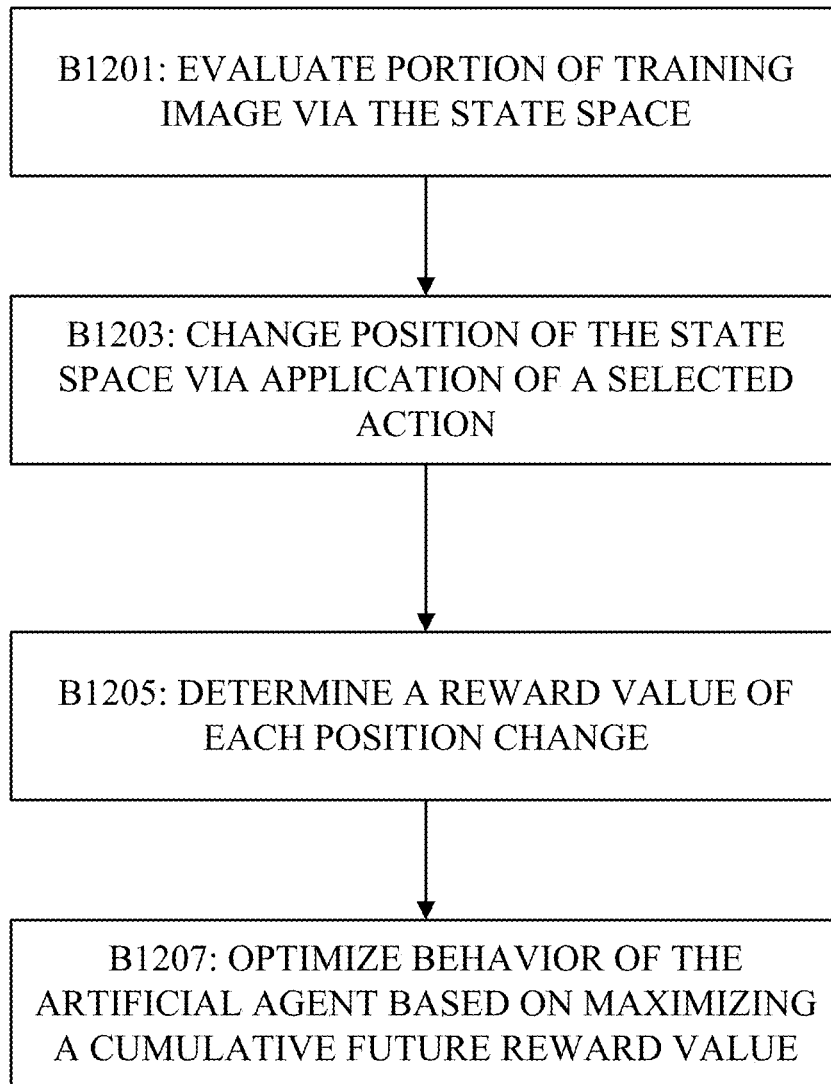 B1201: EVALUATE PORTION OF TRAINING
IMAGE VIA THE STATE SPACE
B1203: CHANGE POSITION OF THE STATE
SPACE VIA APPLICATION OF A SELECTED
ACTION
B1205: DETERMINE A REWARD VALUE OF
EACH POSITION CHANGE
B1207: OPTIMIZE BEHAVIOR OF THE
ARTIFICIAL AGENT BASED ON MAXIMIZING
A CUMULATIVE FUTURE REWARD VALUE